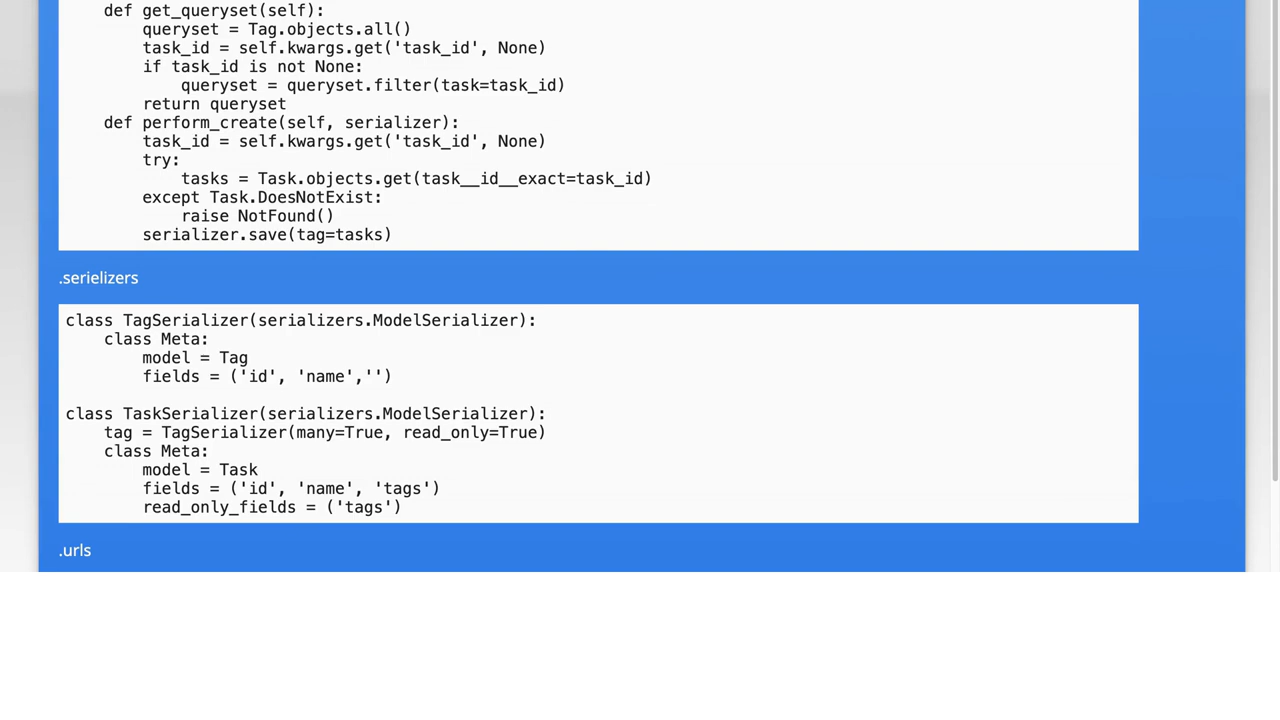 def get_queryset(self):
queryset = Tag.objects.all()
task_id = self.kwargs.get('task_id', None)
if task_id is not None:
queryset = queryset.filter(task=task_id)
return queryset
def perform_create(self, serializer):
task_id = self.kwargs.get('task_id', None)
try:
tasks = Task.objects.get(task__id__exact=task_id)
except Task.DoesNotExist:
raise NotFound()
serializer.save(tag=tasks)
.serielizers
class TagSerializer(serializers.ModelSerializer):
class Meta:
model = Tag
fields = ('id', 'name','')
class TaskSerializer(serializers.ModelSerializer):
tag = TagSerializer(many=True, read_only=True)
class Meta:
model = Task
fields = ('id', 'name', 'tags')
read_only_fields = ('tags')
.urls